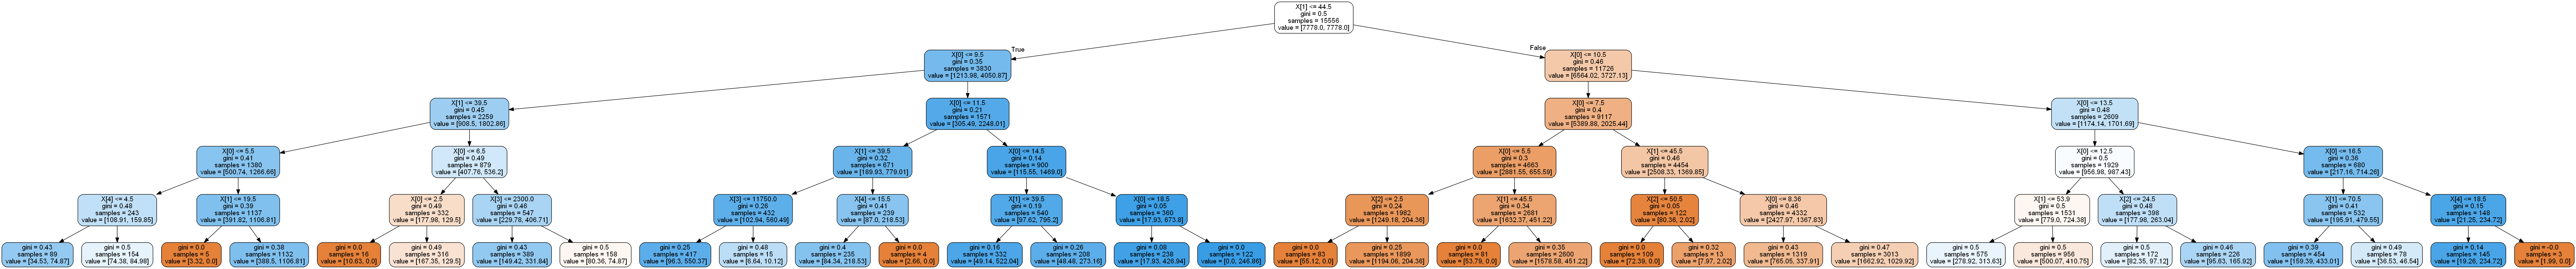 X[1] <= 44.5
gini = 0.5
samples = 15556
value = [7778.0, 7778.0]
True
False
X[0] <= 9.5
gini = 0.35
samples = 3830
value = [1213.98, 4050.87]
X[0] <= 10.5
gini = 0.46
samples = 11726
value = [6564.02, 3727.13]
X[1] <= 39.5
gini = 0.45
samples = 2259
value = [908.5, 1802.86]
X[0] <= 11.5
gini = 0.21
samples = 1571
value = [305.49, 2248.01]
X[0] <= 7.5
gini = 0.4
samples = 9117
value = [5389.88, 2025.44]
X[0] <= 13.5
gini = 0.48
samples = 2609
value = [1174.14, 1701.69]
X[0] <= 5.5
gini = 0.41
samples = 1380
value = [500.74, 1266.66]
X[0] <= 6.5
gini = 0.49
samples = 879
value = [407.76, 536.2]
X[1] <= 39.5
gini = 0.32
samples = 671
value = [189.93, 779.01]
X[0] <= 14.5
gini = 0.14
samples = 900
value = [115.55, 1469.0]
X[0] <= 5.5
gini = 0.3
samples = 4663
value = [2881.55, 655.59]
X[1] <= 45.5
gini = 0.46
samples = 4454
value = [2508.33, 1369.85]
X[0] <= 12.5
gini = 0.5
samples = 1929
value = [956.98, 987.43]
X[0] <= 16.5
gini = 0.36
samples = 680
value = [217.16, 714.26]
X[4] <= 4.5
gini = 0.48
samples = 243
value = [108.91, 159.85]
X[1] <= 19.5
gini = 0.39
samples = 1137
value = [391.82, 1106.81]
X[0] <= 2.5
gini = 0.49
samples = 332
value = [177.98, 129.5]
X[3] <= 2300.0
gini = 0.46
samples = 547
value = [229.78, 406.71]
X[3] <= 11750.0
gini = 0.26
samples = 432
value = [102.94, 560.49]
X[4] <= 15.5
gini = 0.41
samples = 239
value = [87.0, 218.53]
X[1] <= 39.5
gini = 0.19
samples = 540
value = [97.62, 795.2]
X[0] <= 18.5
gini = 0.05
samples = 360
value = [17.93, 673.8]
X[2] <= 2.5
gini = 0.24
samples = 1982
value = [1249.18, 204.36]
X[1] <= 45.5
gini = 0.34
samples = 2681
value = [1632.37, 451.22]
X[2] <= 50.5
gini = 0.05
samples = 122
value = [80.36, 2.02]
X[0] <= 8.36
gini = 0.46
samples = 4332
value = [2427.97, 1367.83]
X[1] <= 53.9
gini = 0.5
samples = 1531
value = [779.0, 724.38]
X[2] <= 24.5
gini = 0.48
samples = 398
value = [177.98, 263.04]
X[1] <= 70.5
gini = 0.41
samples = 532
value = [195.91, 479.55]
X[4] <= 18.5
gini = 0.15
samples = 148
value = [21.25, 234.72]
gini = 0.43
samples = 89
value = [34.53, 74.87]
gini = 0.5
samples = 154
value = [74.38, 84.98]
gini = 0.0
samples = 5
value = [3.32, 0.0]
gini = 0.38
samples = 1132
value = [388.5, 1106.81]
gini = 0.0
samples = 16
value = [10.63, 0.0]
gini = 0.49
samples = 316
value = [167.35, 129.5]
gini = 0.43
samples = 389
value = [149.42, 331.84]
gini = 0.5
samples = 158
value = [80.36, 74.87]
gini = 0.25
samples = 417
value = [96.3, 550.37]
gini = 0.48
samples = 15
value = [6.64, 10.12]
gini = 0.4
samples = 235
value = [84.34, 218.53]
gini = 0.0
samples = 4
value = [2.66, 0.0]
gini = 0.16
samples = 332
value = [49.14, 522.04]
gini = 0.26
samples = 208
value = [48.48, 273.16]
gini = 0.08
samples = 238
value = [17.93, 426.94]
gini = 0.0
samples = 122
value = [0.0, 246.86]
gini = 0.0
samples = 83
value = [55.12, 0.0]
gini = 0.25
samples = 1899
value = [1194.06, 204.36]
gini = 0.0
samples = 81
value = [53.79, 0.0]
gini = 0.35
samples = 2600
value = [1578.58, 451.22]
gini = 0.0
samples = 109
value = [72.39, 0.0]
gini = 0.32
samples = 13
value = [7.97, 2.02]
gini = 0.43
samples = 1319
value = [765.05, 337.91]
gini = 0.47
samples = 3013
value = [1662.92, 1029.92]
gini = 0.5
samples = 575
value = [278.92, 313.63]
gini = 0.5
samples = 956
value = [500.07, 410.75]
gini = 0.5
samples = 172
value = [82.35, 97.12]
gini = 0.46
samples = 226
value = [95.63, 165.92]
gini = 0.39
samples = 454
value = [159.39, 433.01]
gini = 0.49
samples = 78
value = [36.53, 46.54]
gini = 0.14
samples = 145
value = [19.26, 234.72]
gini = -0.0
samples = 3
value = [1.99, 0.0]